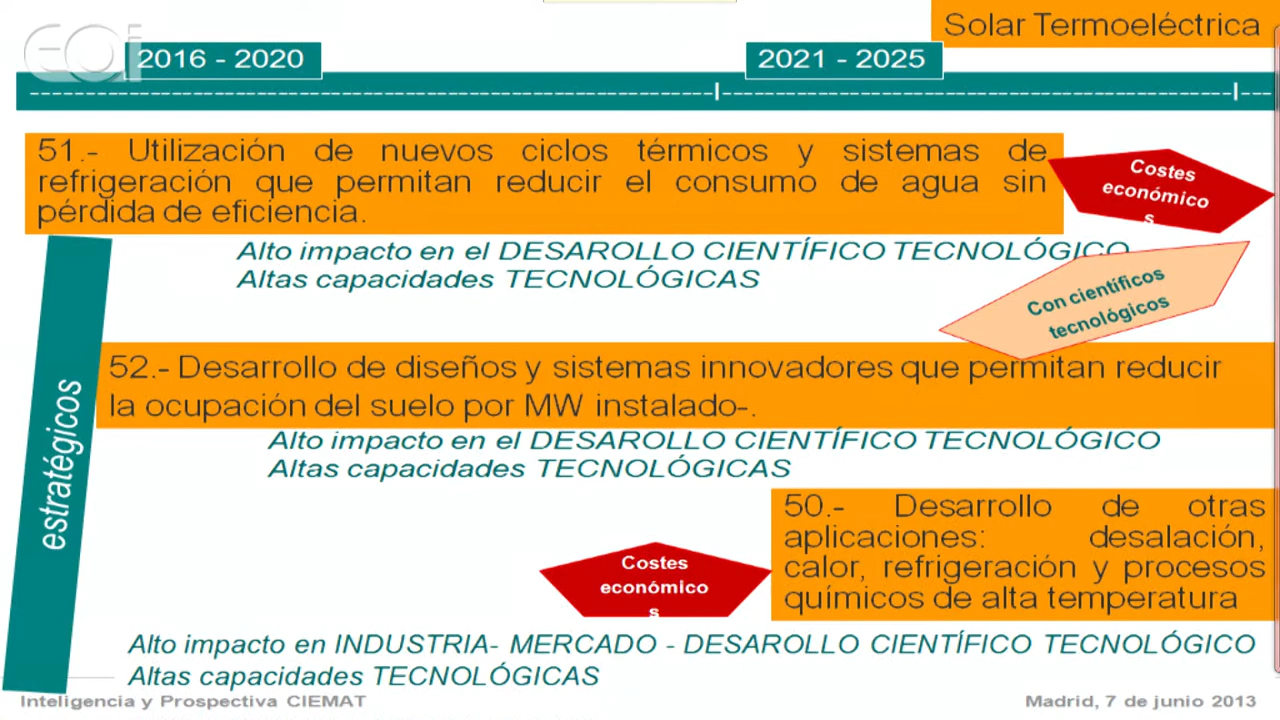 Solar Termoeléctrica
eoi
2016 - 2020
2021 - 2025
51.- Utilización de nuevos ciclos térmicos y sistemas de
refrigeración que permitan reducir el consumo de agua sin
pérdida de eficiencia.
Costes
económico
s
Alto impacto en el DESAROLLO CIENTÍFICO TECNOLÓGICO
Altas capacidades TECNOLÓGICAS
Con científicos
tecnológicos
52.- Desarrollo de diseños y sistemas innovadores que permitan reducir
la ocupación del suelo por MW instalado-.
Alto impacto en el DESAROLLO CIENTÍFICO TECNOLÓGICO
Altas capacidades TECNOLÓGICAS
estratégicos
50.- Desarrollo de otras
aplicaciones: desalación,
calor, refrigeración y procesos
químicos de alta temperatura
Costes
económico
s
Alto impacto en INDUSTRIA- MERCADO - DESAROLLO CIENTÍFICO TECNOLÓGICO
Altas capacidades TECNOLÓGICAS
Inteligencia y Prospectiva CIEMAT
Madrid, 7 de junio 2013